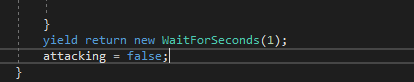 }
yield return new WaitForSeconds(1);
attacking = false;
}